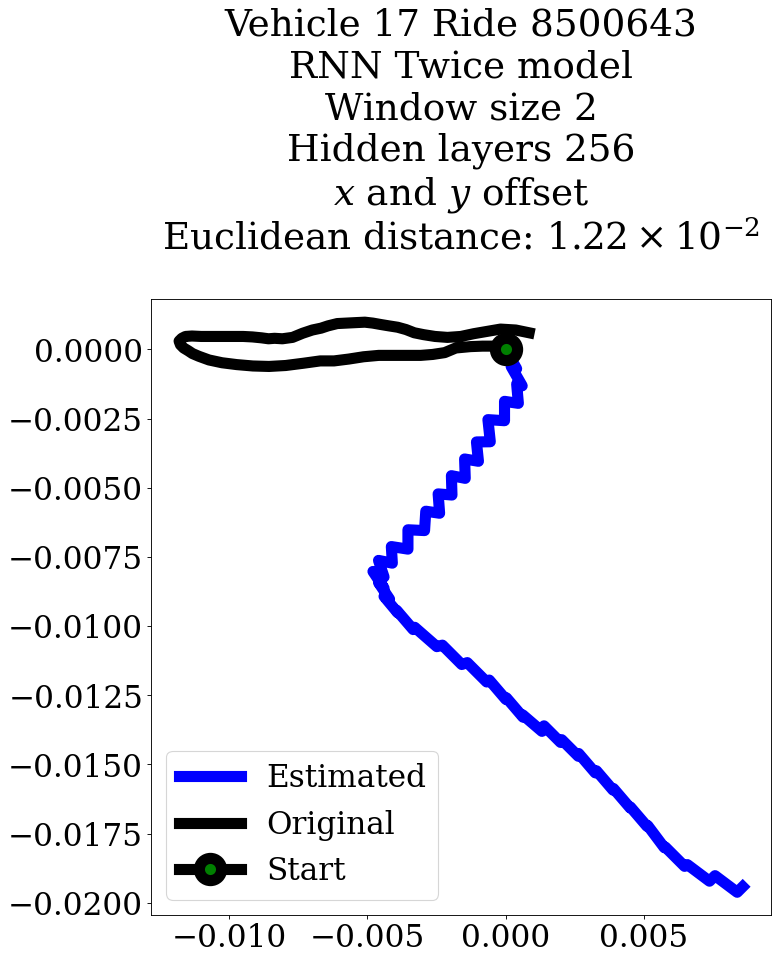 Vehicle 17 Ride 8500643
RNN Twice model
Window size 2
Hidden layers 256
x and y offset
Euclidean distance: 1.22 × 10⁻²
0.0000
−0.0025
−0.0050
−0.0075
−0.0100
−0.0125
−0.0150
−0.0175
−0.0200
Estimated
Original
Start
−0.010 −0.005 0.000 0.005